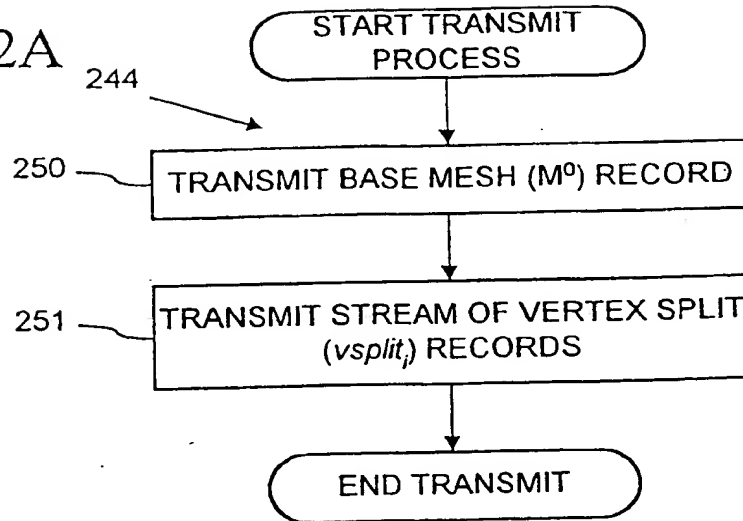 2A
244
START TRANSMIT
PROCESS
250
TRANSMIT BASE MESH (M⁰) RECORD
251
TRANSMIT STREAM OF VERTEX SPLIT
(vsplitᵢ) RECORDS
END TRANSMIT